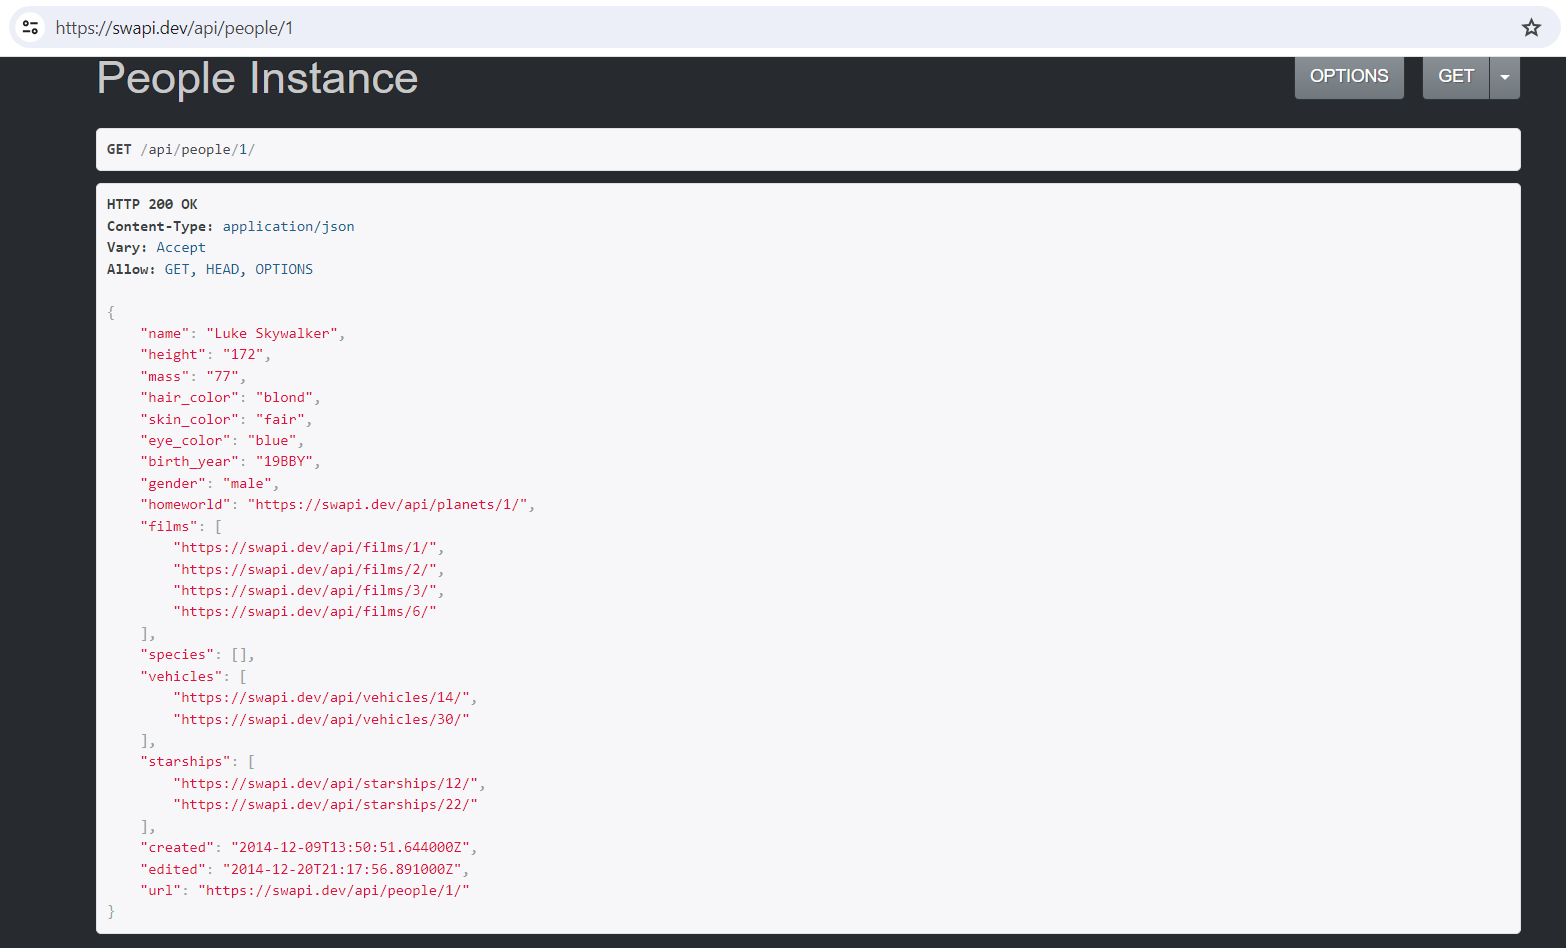 https://swapi.dev/api/people/1
People Instance
OPTIONS
GET
GET /api/people/1/
HTTP 200 OK
Content-Type: application/json
Vary: Accept
Allow: GET, HEAD, OPTIONS
{
    "name": "Luke Skywalker",
    "height": "172",
    "mass": "77",
    "hair_color": "blond",
    "skin_color": "fair",
    "eye_color": "blue",
    "birth_year": "19BBY",
    "gender": "male",
    "homeworld": "https://swapi.dev/api/planets/1/",
    "films": [
        "https://swapi.dev/api/films/1/",
        "https://swapi.dev/api/films/2/",
        "https://swapi.dev/api/films/3/",
        "https://swapi.dev/api/films/6/"
    ],
    "species": [],
    "vehicles": [
        "https://swapi.dev/api/vehicles/14/",
        "https://swapi.dev/api/vehicles/30/"
    ],
    "starships": [
        "https://swapi.dev/api/starships/12/",
        "https://swapi.dev/api/starships/22/"
    ],
    "created": "2014-12-09T13:50:51.644000Z",
    "edited": "2014-12-20T21:17:56.891000Z",
    "url": "https://swapi.dev/api/people/1/"
}